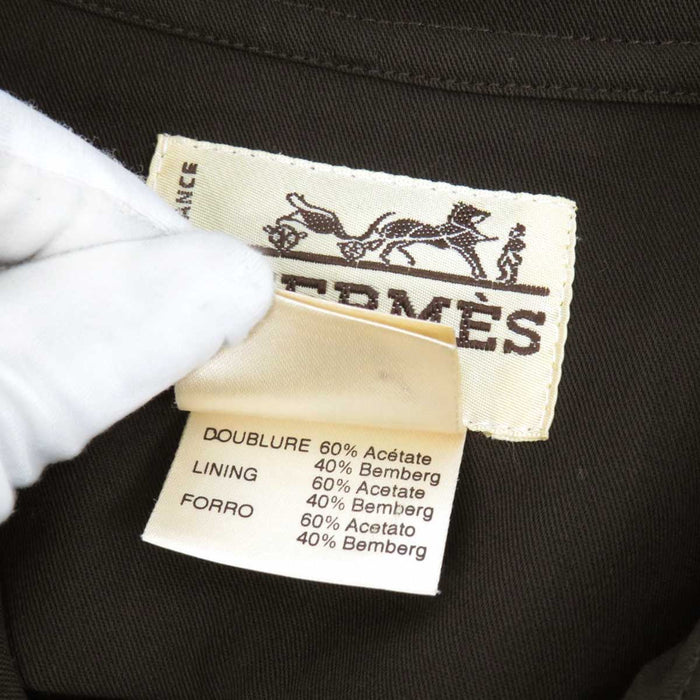 ANCE
ERMÈS
DOUBLURE 60% Acétate
40% Bemberg
LINING 60% Acetate
40% Bemberg
FORRO 60% Acetato
40% Bemberg